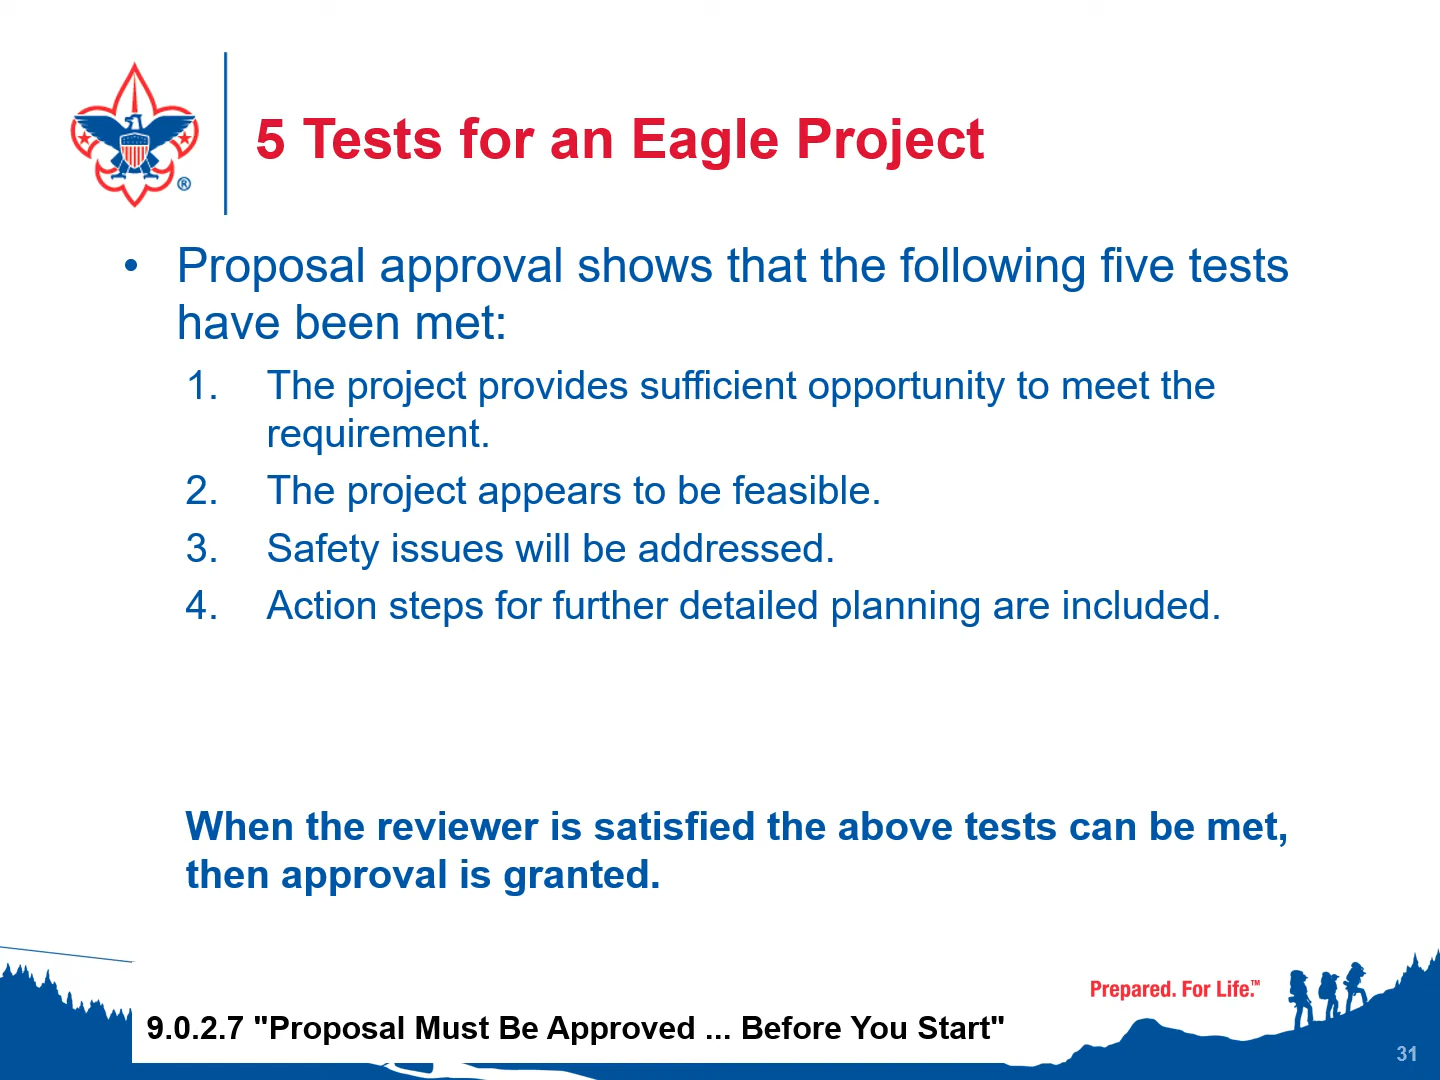 5 Tests for an Eagle Project
• Proposal approval shows that the following five tests
have been met:
1. The project provides sufficient opportunity to meet the
requirement.
2. The project appears to be feasible.
3. Safety issues will be addressed.
4. Action steps for further detailed planning are included.
When the reviewer is satisfied the above tests can be met,
then approval is granted.
Prepared. For Life.™
9.0.2.7 "Proposal Must Be Approved ... Before You Start"
31
®